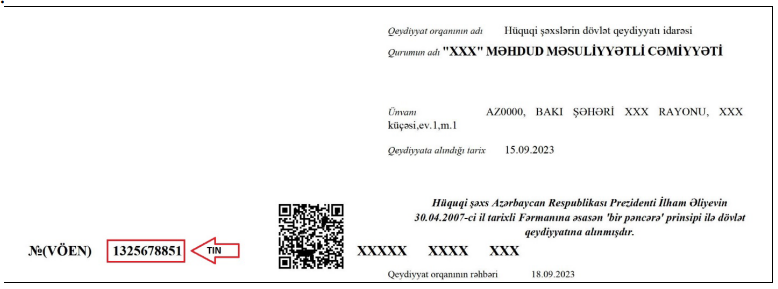 Qeydiyyat orqanının adı Hüquqi şəxslərin dövlət qeydiyyatı idarəsi
Qurumun adı "XXX" MƏHDUD MƏSULİYYƏTLİ CƏMİYYƏTİ
Ünvanı AZ0000, BAKI ŞƏHƏRİ XXX RAYONU, XXX
küçəsi,ev.1,m.1
Qeydiyyata alındığı tarix 15.09.2023
Hüquqi şəxs Azərbaycan Respublikası Prezidenti İlham Əliyevin
30.04.2007-ci il tarixli Fərmanına əsasən 'bir pəncərə' prinsipi ilə dövlət
qeydiyyatına alınmışdır.
№(VÖEN) 1325678851 TIN XXXXX XXXX XXX
Qeydiyyat orqanının rəhbəri 18.09.2023